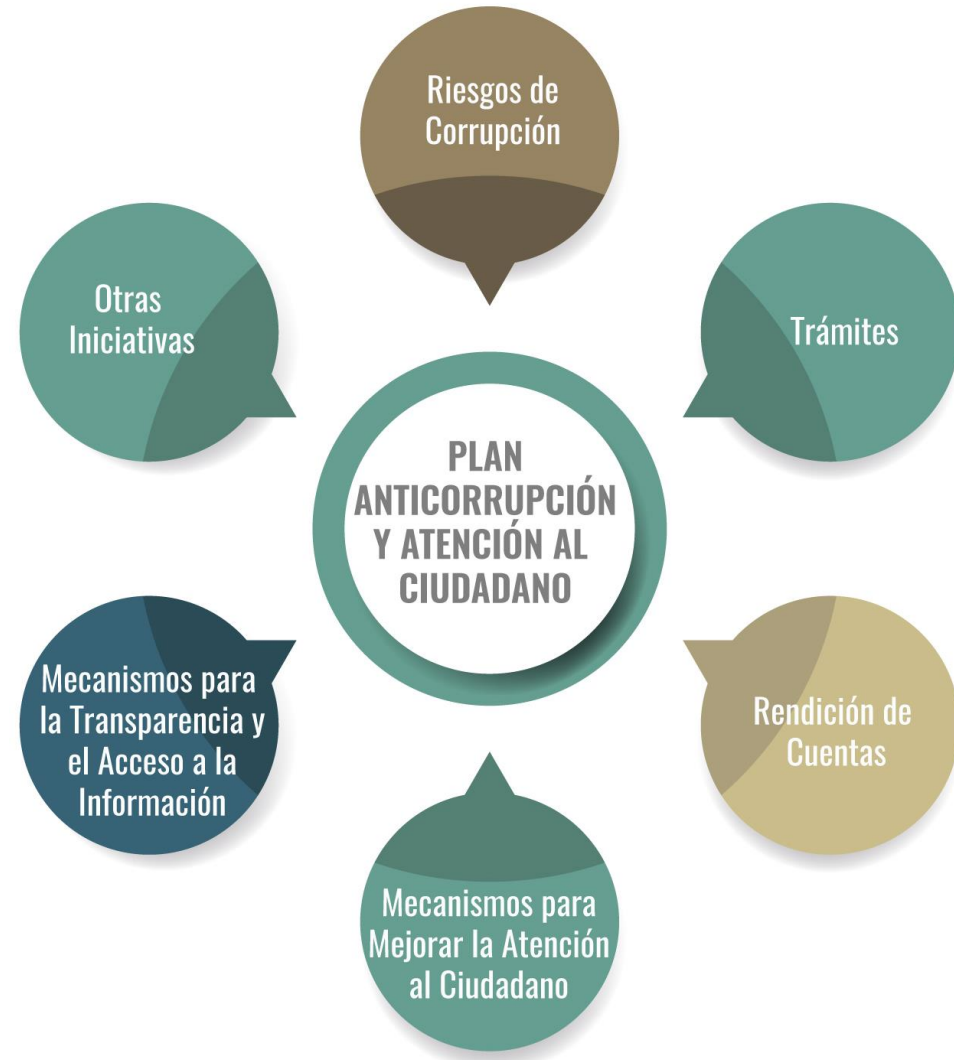 Riesgos de
Corrupción
Otras
Iniciativas
Trámites
PLAN
ANTICORRUPCIÓN
Y ATENCIÓN AL
CIUDADANO
Mecanismos para
la Transparencia y
el Acceso a la
Información
Rendición de
Cuentas
Mecanismos para
Mejorar la Atención
al Ciudadano